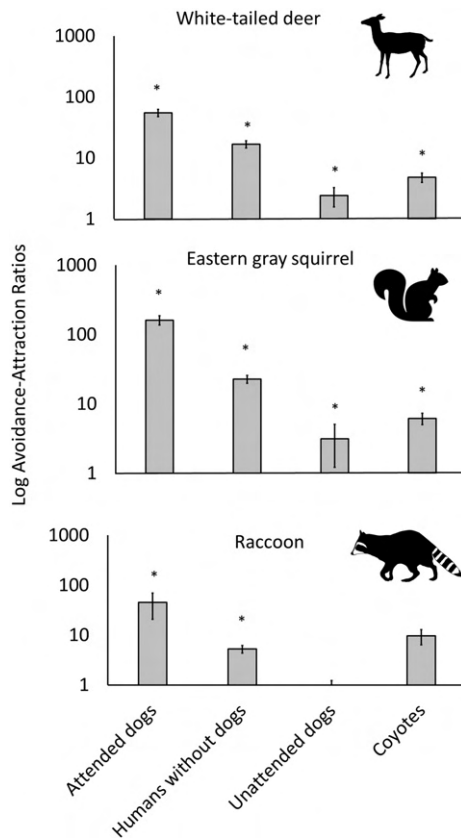 White-tailed deer
1000
100
10
1
*
*
*
*
Eastern gray squirrel
1000
100
10
1
*
*
*
*
Log Avoidance-Attraction Ratios
Raccoon
1000
100
10
1
*
*
Attended dogs
Humans without dogs
Unattended dogs
Coyotes